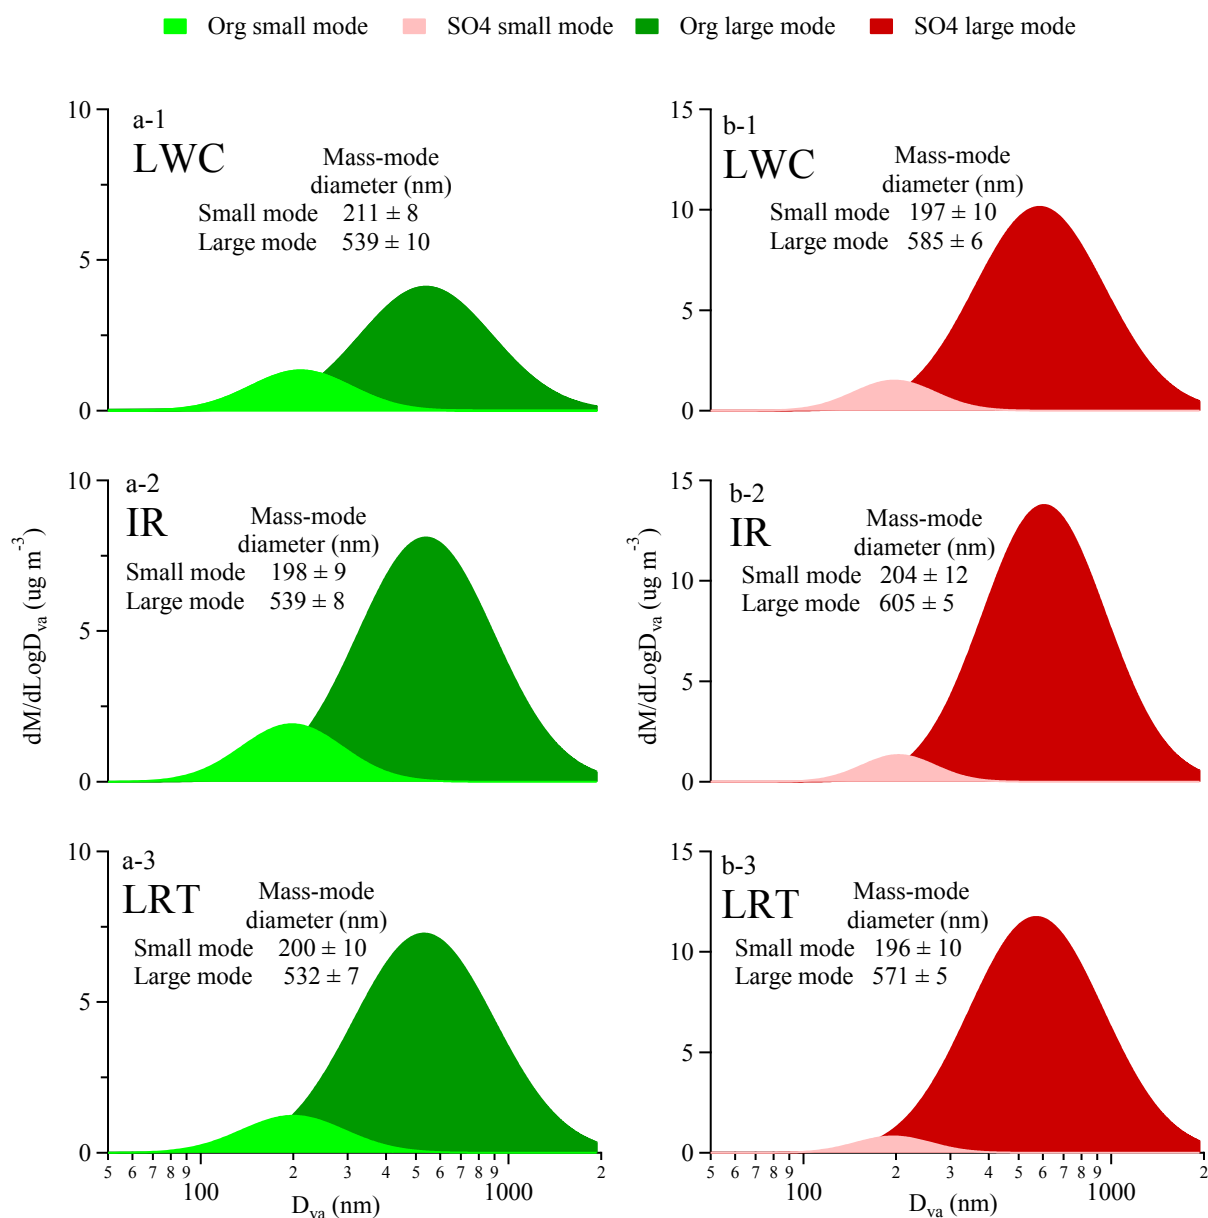 Org small mode SO4 small mode Org large mode SO4 large mode
10
5
0
a-1
LWC
Mass-mode
diameter (nm)
Small mode 211 ± 8
Large mode 539 ± 10
15
10
5
0
b-1
LWC
Mass-mode
diameter (nm)
Small mode 197 ± 10
Large mode 585 ± 6
dM/dLogDva (ug m-3)
10
5
0
a-2
IR
Mass-mode
diameter (nm)
Small mode 198 ± 9
Large mode 539 ± 8
dM/dLogDva (ug m-3)
15
10
5
0
b-2
IR
Mass-mode
diameter (nm)
Small mode 204 ± 12
Large mode 605 ± 5
10
5
0
a-3
LRT
Mass-mode
diameter (nm)
Small mode 200 ± 10
Large mode 532 ± 7
5 6 7 8 9 2 3 4 5 6 7 8 9 2
100 1000
Dva (nm)
15
10
5
0
b-3
LRT
Mass-mode
diameter (nm)
Small mode 196 ± 10
Large mode 571 ± 5
5 6 7 8 9 2 3 4 5 6 7 8 9 2
100 1000
Dva (nm)